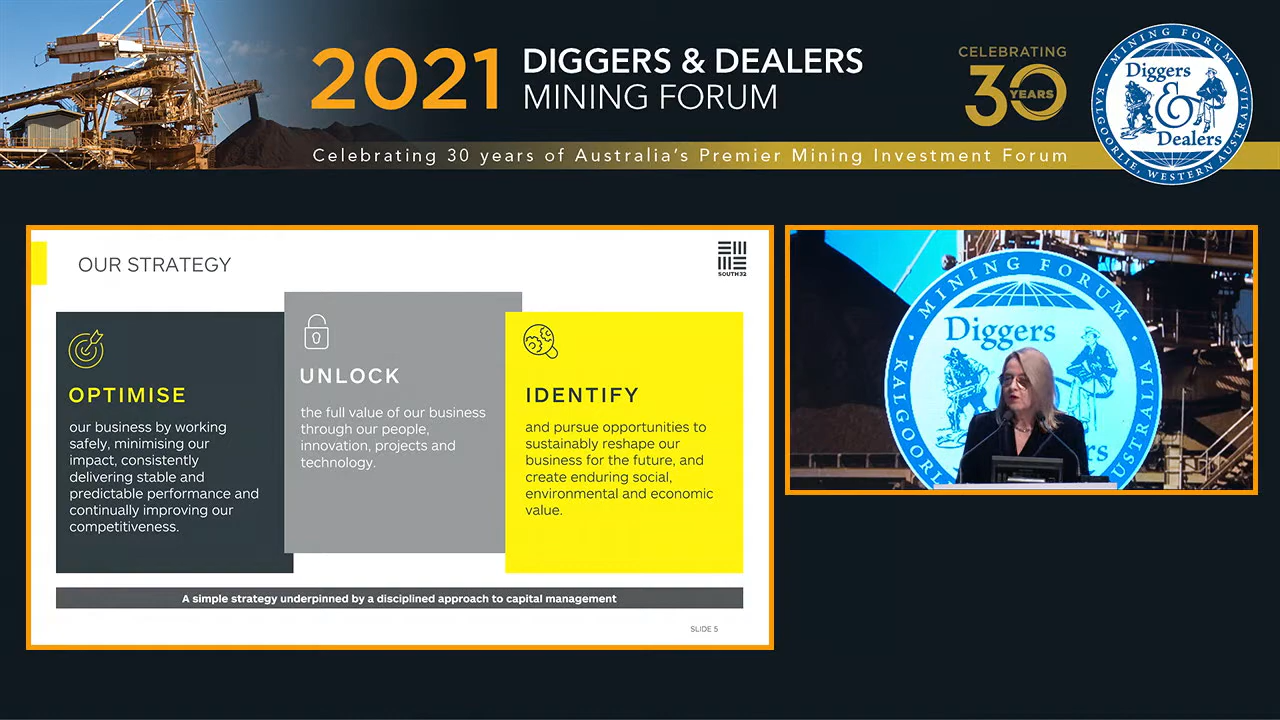 2021
DIGGERS & DEALERS
MINING FORUM
CELEBRATING
30
YEARS
Celebrating 30 years of Australia's Premier Mining Investment Forum
MINING FORUM
Diggers
&
Dealers
KALGOORLIE, WESTERN AUSTRALIA
OUR STRATEGY
SOUTH32
OPTIMISE
our business by working
safely, minimising our
impact, consistently
delivering stable and
predictable performance and
continually improving our
competitiveness.
UNLOCK
the full value of our business
through our people,
innovation, projects and
technology.
IDENTIFY
and pursue opportunities to
sustainably reshape our
business for the future, and
create enduring social,
environmental and economic
value.
A simple strategy underpinned by a disciplined approach to capital management
SLIDE 5
MINING FORUM
Diggers
KALGOORL
AUSTRALIA